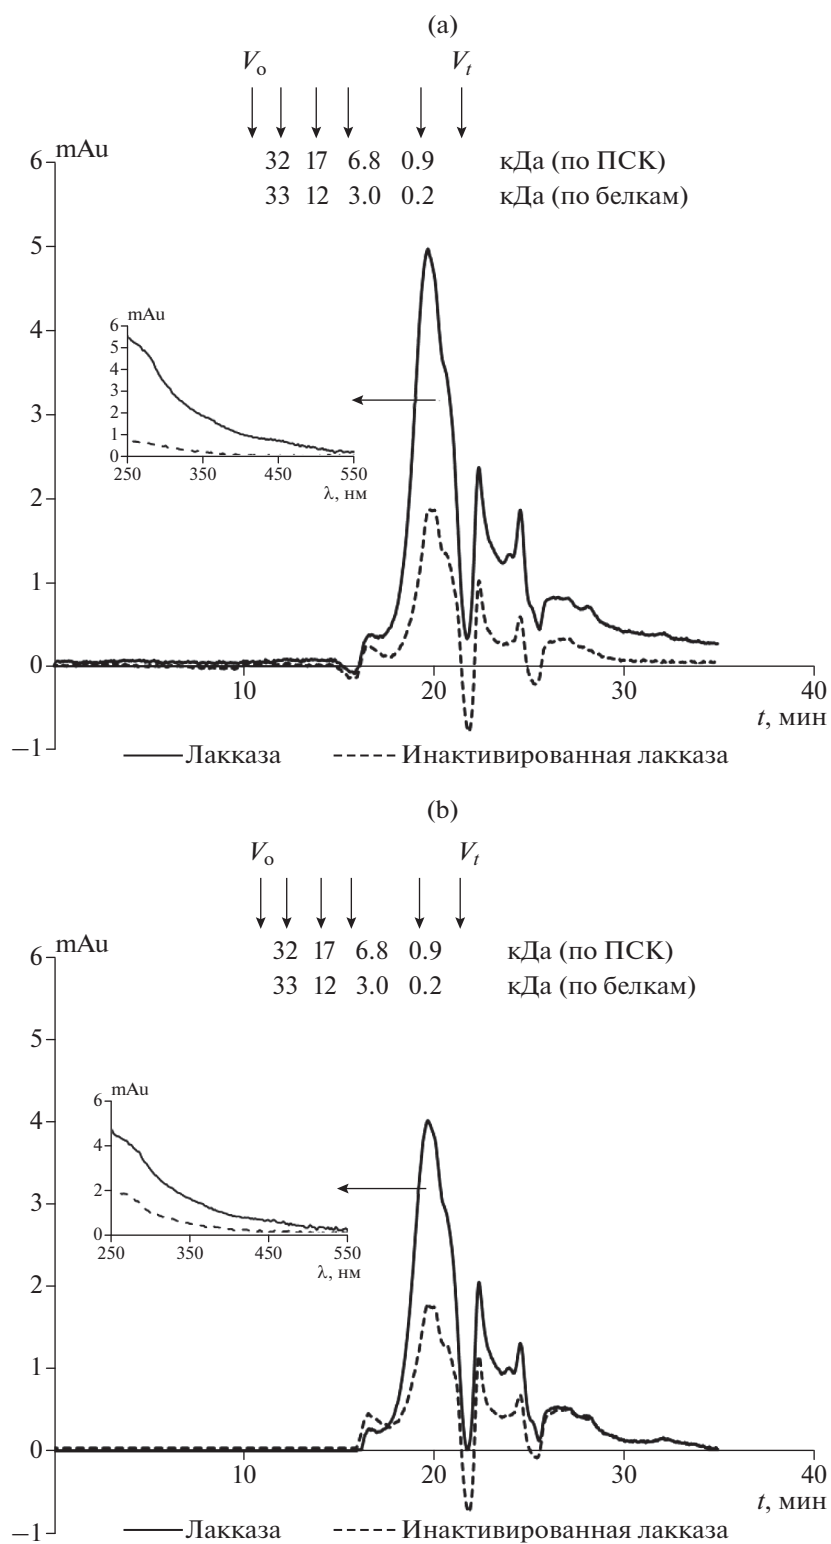 (a)
Vo Vt
32 17 6.8 0.9 кДа (по ПСК)
33 12 3.0 0.2 кДа (по белкам)
mAu
6
5
4
3
2
1
0
−1
10 20 30 40
t, мин
mAu
6
5
4
3
2
1
0
250 350 450 550
λ, нм
Лакказа Инактивированная лакказа
(b)
Vo Vt
32 17 6.8 0.9 кДа (по ПСК)
33 12 3.0 0.2 кДа (по белкам)
mAu
6
5
4
3
2
1
0
−1
10 20 30 40
t, мин
mAu
6
4
2
0
250 350 450 550
λ, нм
Лакказа Инактивированная лакказа